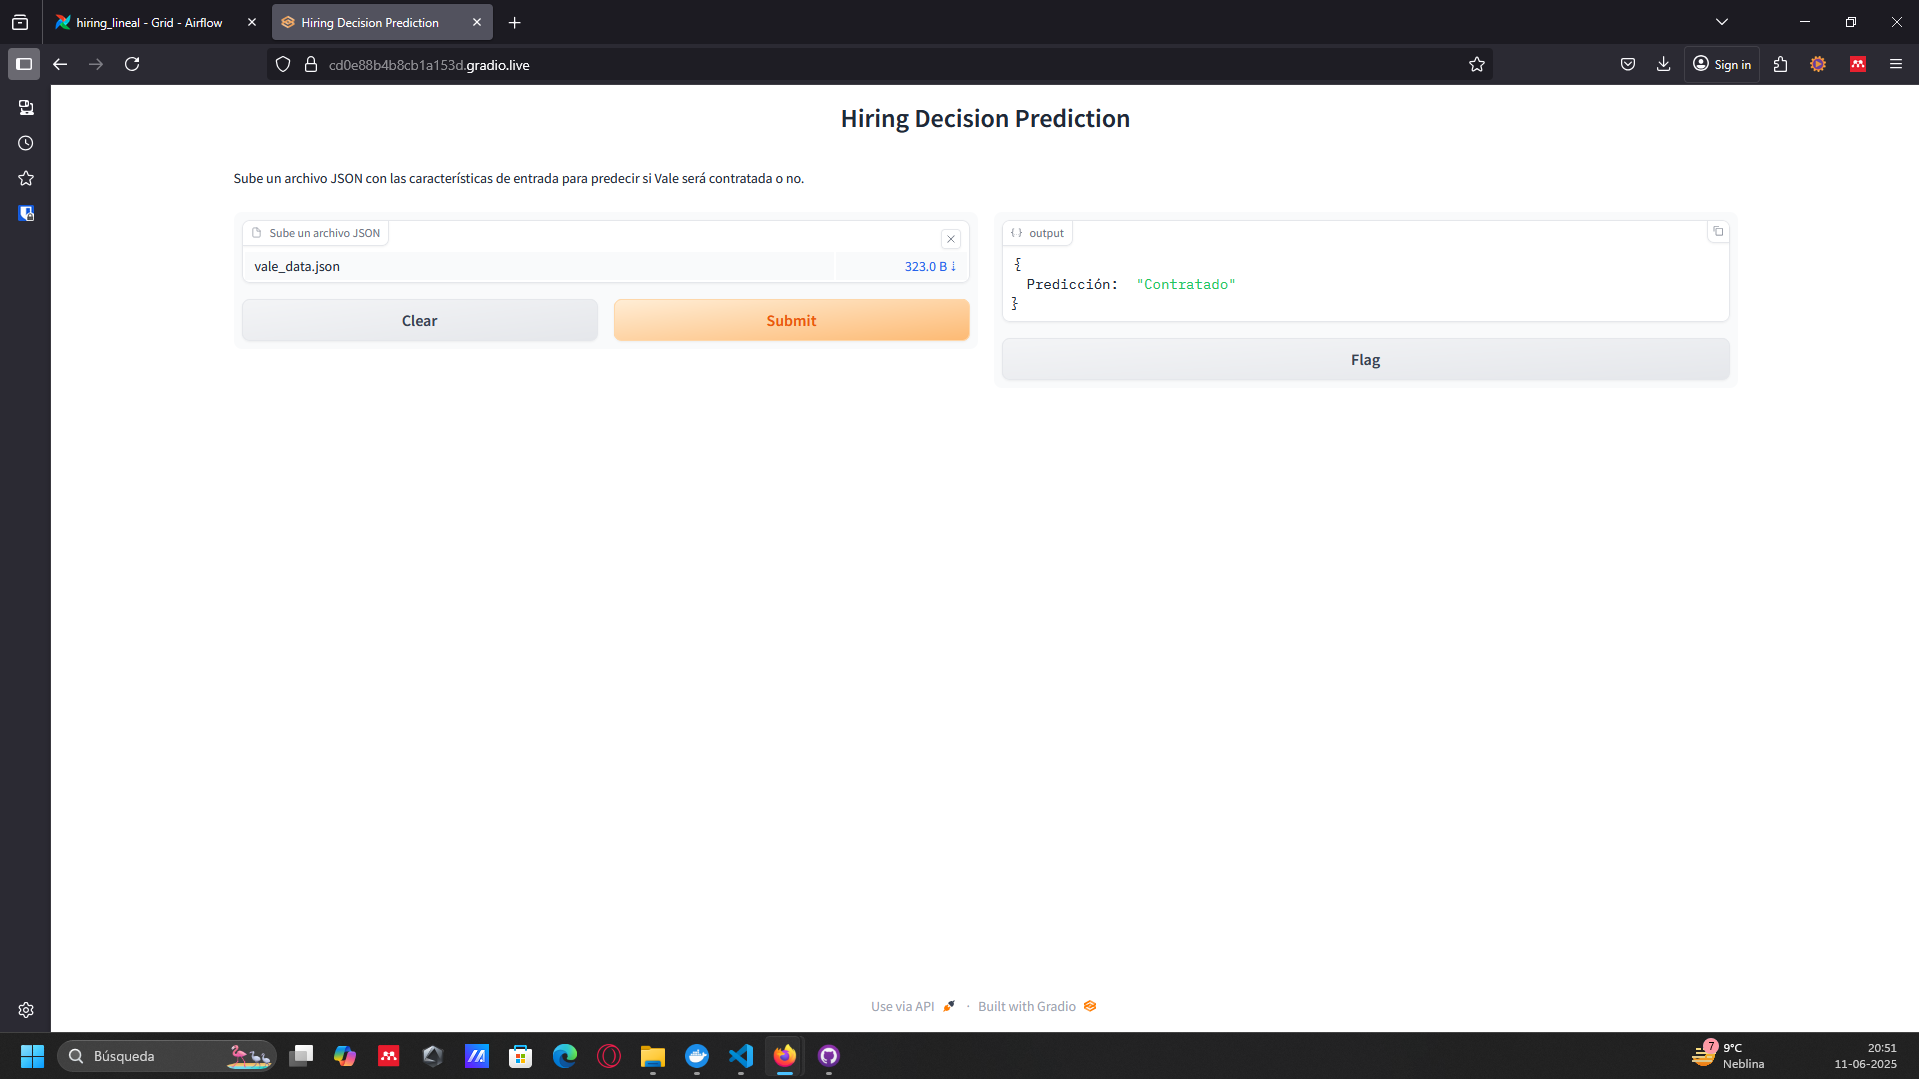 hiring_lineal - Grid - Airflow
Hiring Decision Prediction
cd0e88b4b8cb1a153d.gradio.live
Sign in
Hiring Decision Prediction
Sube un archivo JSON con las características de entrada para predecir si Vale será contratada o no.
Sube un archivo JSON
vale_data.json
323.0 B ⇣
Clear
Submit
{} output
{
Predicción: "Contratado"
}
Flag
Use via API · Built with Gradio
Búsqueda
7
9°C
Neblina
20:51
11-06-2025